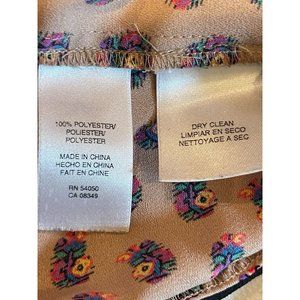 100% POLYESTER/
POLIESTER/
POLYESTER
MADE IN CHINA
HECHO EN CHINA
FAIT EN CHINE
RN 54050
CA 08349
DRY CLEAN
LIMPIAR EN SECO
NETTOYAGE A SEC